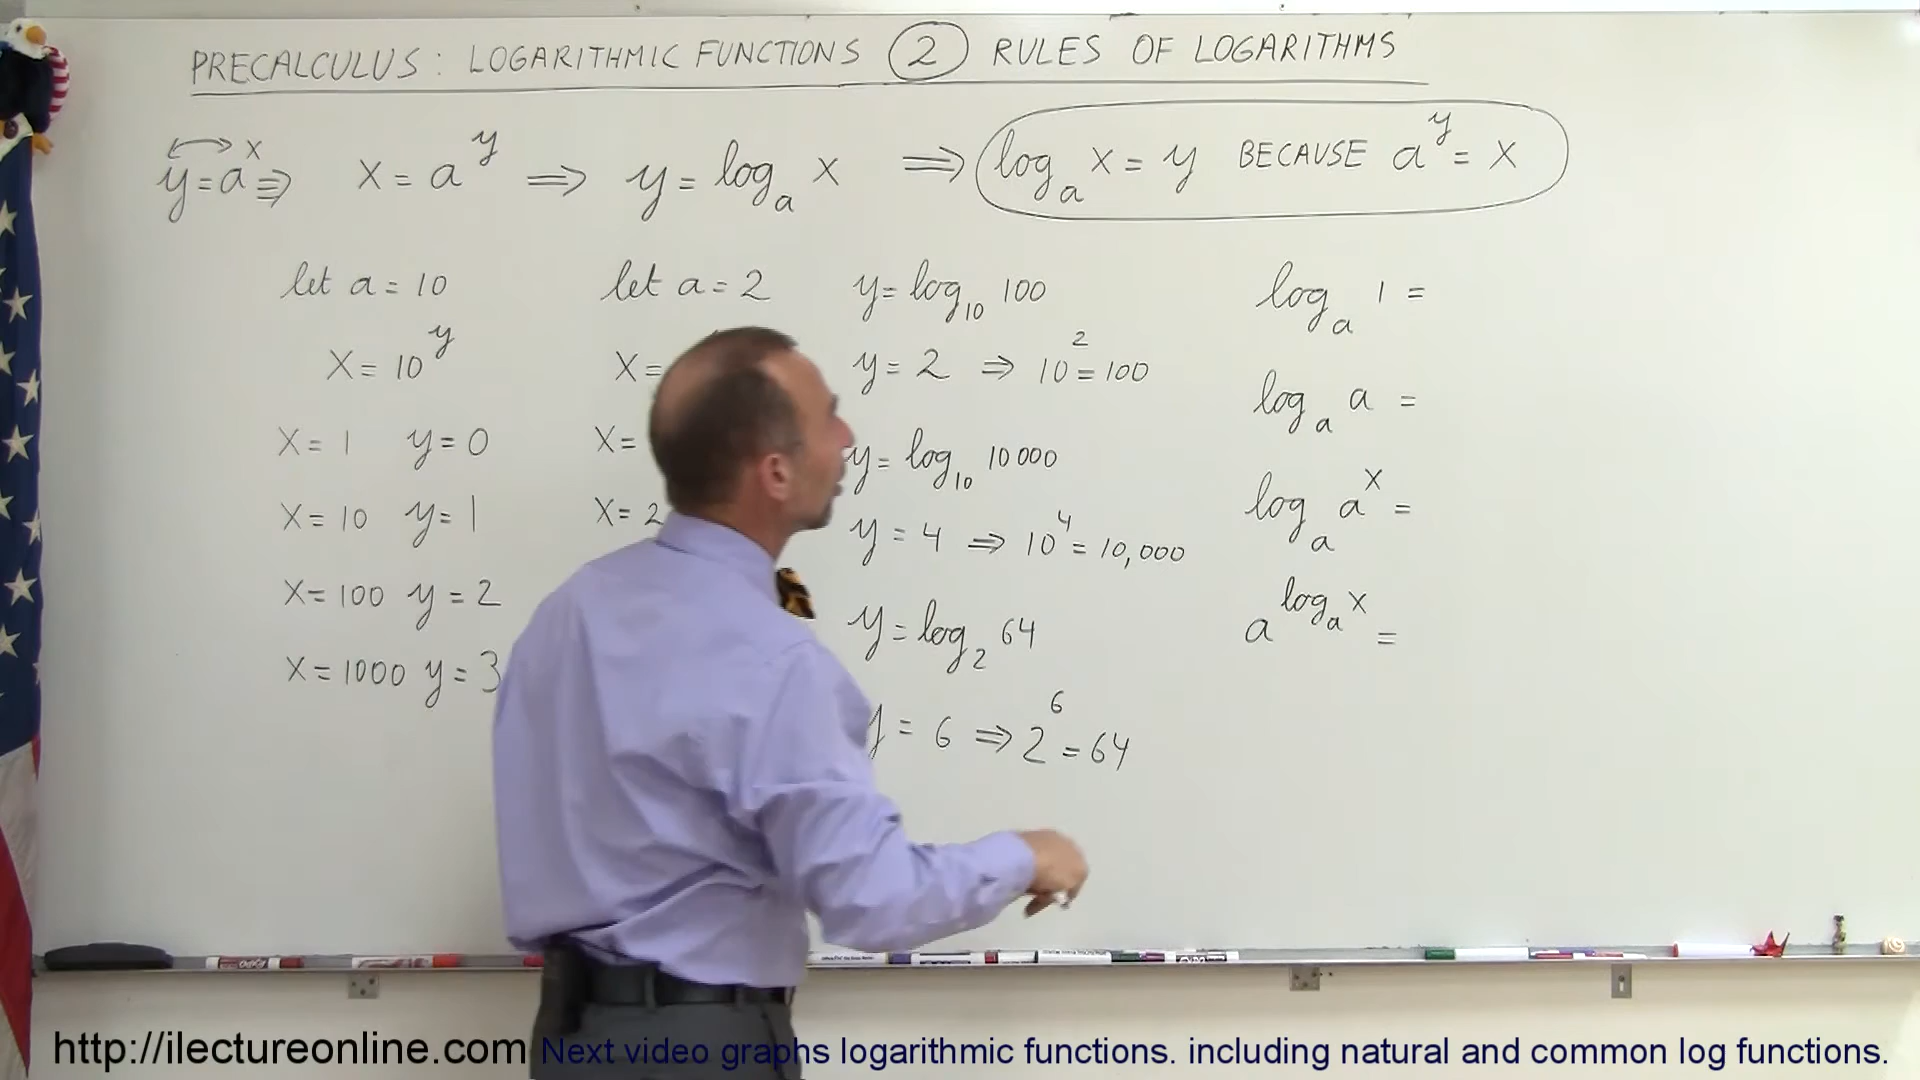 PRECALCULUS: LOGARITHMIC FUNCTIONS 2 RULES OF LOGARITHMS
y = a^x ⇒ x = a^y ⇒ y = log_a x ⇒ log_a x = y BECAUSE a^y = x
let a = 10
x = 10^y
x = 1 y = 0
x = 10 y = 1
x = 100 y = 2
x = 1000 y = 3
let a = 2
x =
x =
x = 2
y = log_10 100
y = 2 ⇒ 10^2 = 100
y = log_10 10000
y = 4 ⇒ 10^4 = 10,000
y = log_2 64
y = 6 ⇒ 2^6 = 64
log_a 1 =
log_a a =
log_a a^x =
a^(log_a x) =
http://ilectureonline.com Next video graphs logarithmic functions. including natural and common log functions.